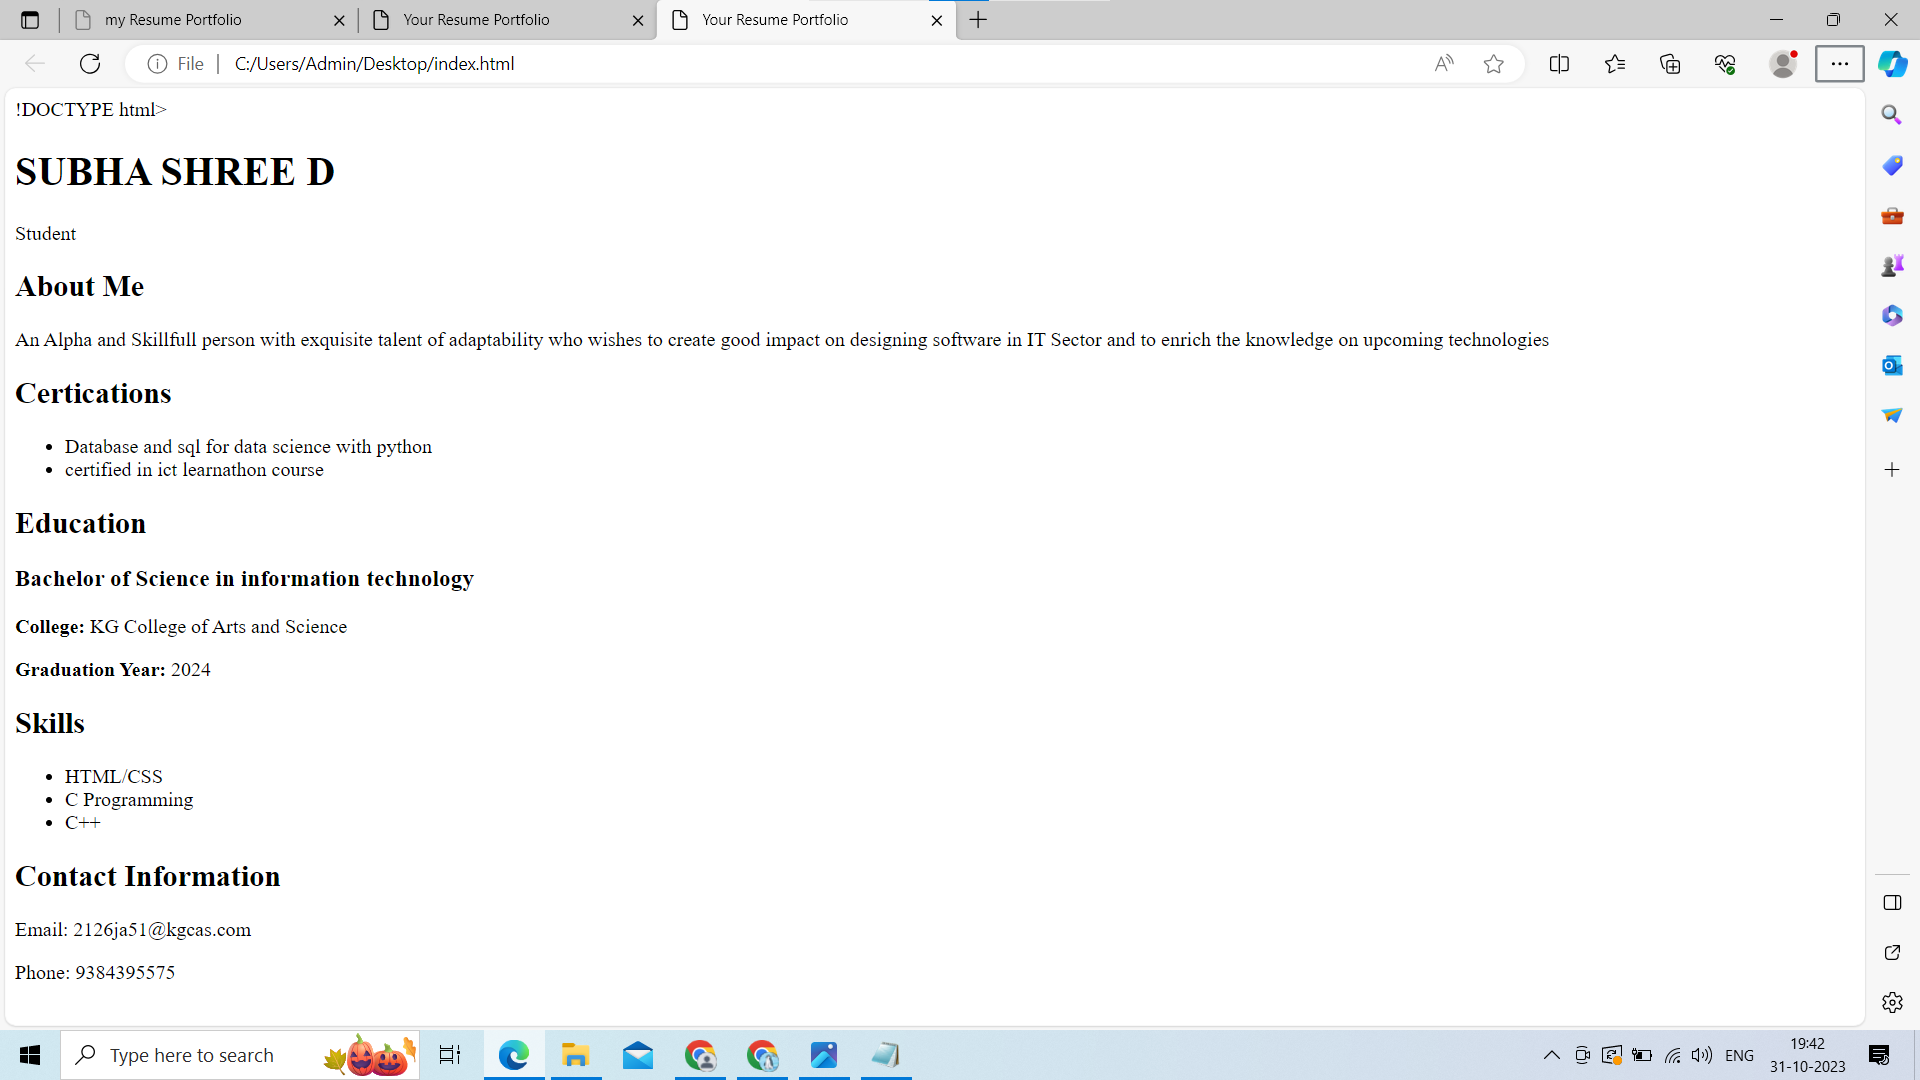 my Resume Portfolio
Your Resume Portfolio
Your Resume Portfolio
File
C:/Users/Admin/Desktop/index.html
!DOCTYPE html>
SUBHA SHREE D
Student
About Me
An Alpha and Skillfull person with exquisite talent of adaptability who wishes to create good impact on designing software in IT Sector and to enrich the knowledge on upcoming technologies
Certications
• Database and sql for data science with python
• certified in ict learnathon course
Education
Bachelor of Science in information technology
College: KG College of Arts and Science
Graduation Year: 2024
Skills
• HTML/CSS
• C Programming
• C++
Contact Information
Email: 2126ja51@kgcas.com
Phone: 9384395575
Type here to search
ENG
19:42
31-10-2023